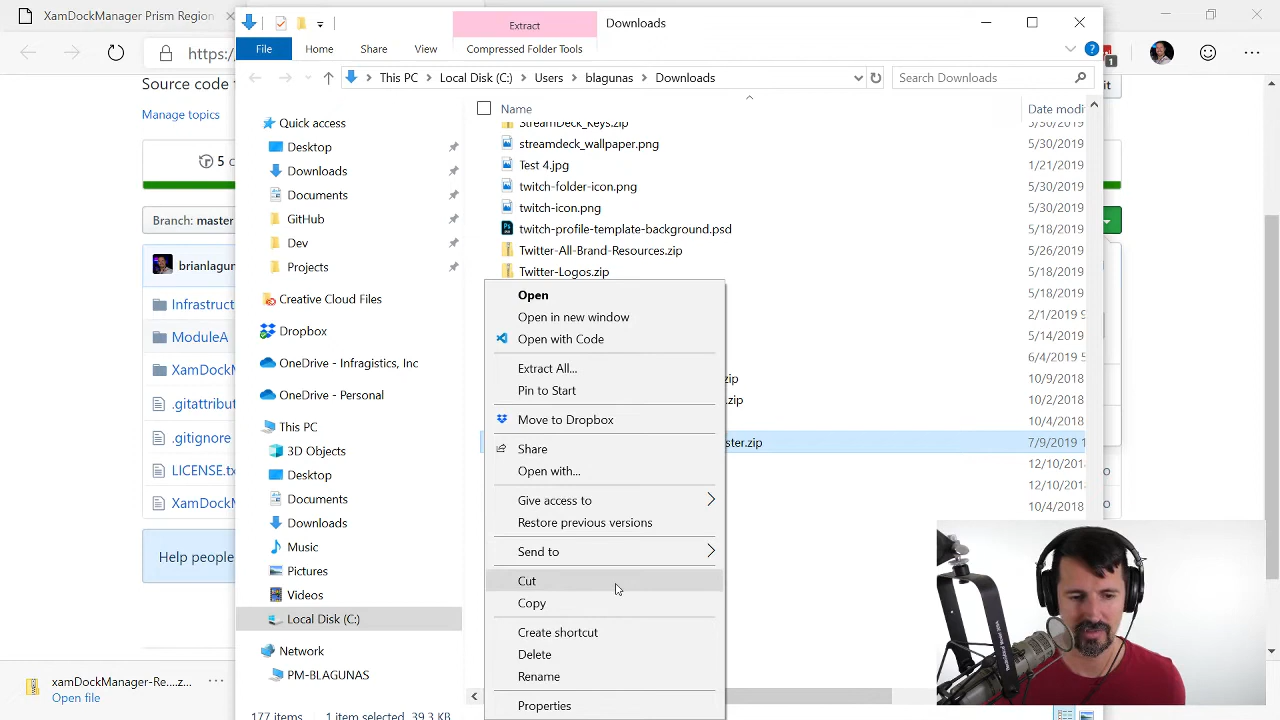 XamDockManager Prism Region
Extract
Downloads
File
Home
Share
View
Compressed Folder Tools
https:/
This PC
Local Disk (C:)
Users
blagunas
Downloads
Search Downloads
1
Source code
Manage topics
5 c
Branch: master
brianlagun
Infrastruct
ModuleA
XamDockM
.gitattribut
.gitignore
LICENSE.tx
XamDockM
Help people
Quick access
Desktop
Downloads
Documents
GitHub
Dev
Projects
Creative Cloud Files
Dropbox
OneDrive - Infragistics, Inc
OneDrive - Personal
This PC
3D Objects
Desktop
Documents
Downloads
Music
Pictures
Videos
Local Disk (C:)
Network
PM-BLAGUNAS
Name
Date modi
StreamDeck_Keys.zip
5/30/2019
streamdeck_wallpaper.png
5/30/2019
Test 4.jpg
1/21/2019
twitch-folder-icon.png
5/30/2019
twitch-icon.png
5/30/2019
twitch-profile-template-background.psd
5/18/2019
Twitter-All-Brand-Resources.zip
5/26/2019
Twitter-Logos.zip
5/18/2019
5/18/2019
2/1/2019 9
5/14/2019
6/4/2019 5
zip
10/9/2018
.zip
10/2/2018
10/4/2018
ster.zip
7/9/2019 1
12/10/201
12/10/201
10/4/2018
Open
Open in new window
Open with Code
Extract All...
Pin to Start
Move to Dropbox
Share
Open with...
Give access to
Restore previous versions
Send to
Cut
Copy
Create shortcut
Delete
Rename
Properties
xamDockManager-Re....z...
Open file
177 items
1 item selected 39.3 KB